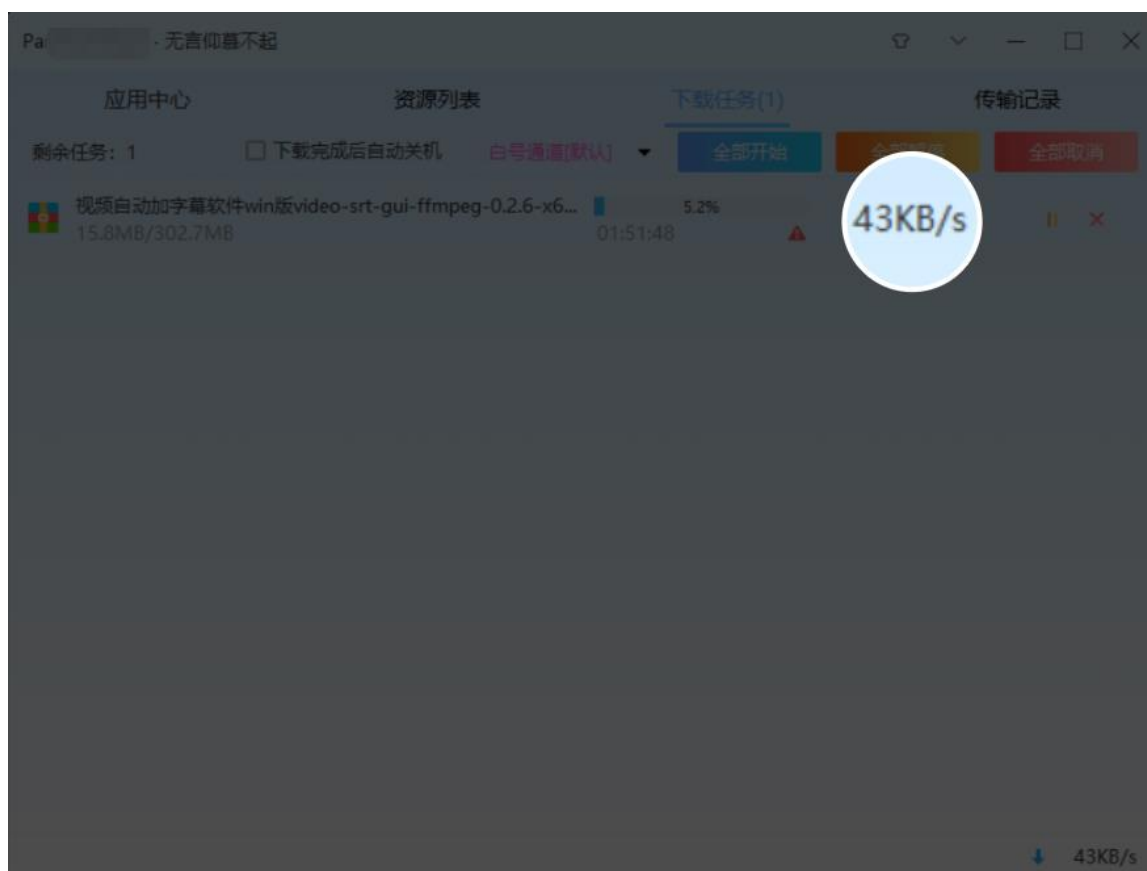 Pa · 无言仰慕不起
应用中心 资源列表 下载任务(1) 传输记录
剩余任务: 1 下载完成后自动关机 白号通道[默认] 全部开始 全部暂停 全部取消
视频自动加字幕软件win版video-srt-gui-ffmpeg-0.2.6-x6... 5.2% 43KB/s
15.8MB/302.7MB 01:51:48
43KB/s